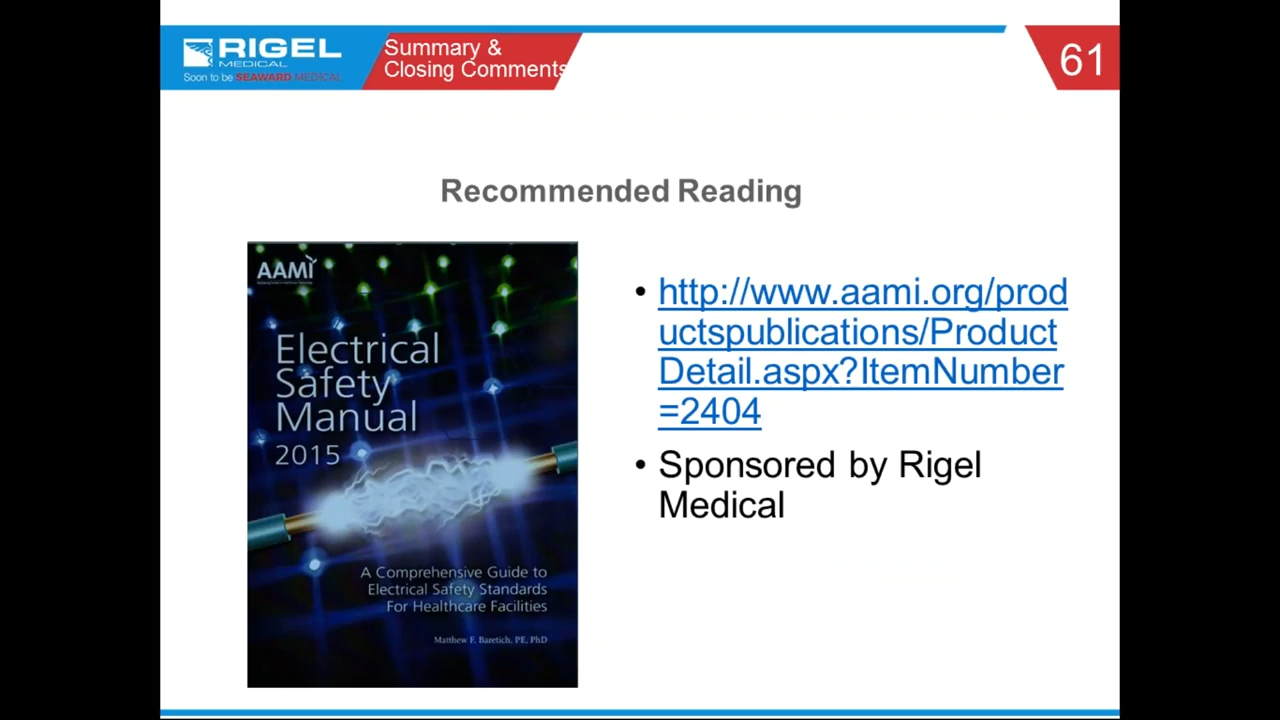 RIGEL
MEDICAL
Soon to be SEAWARD MEDICAL
Summary &
Closing Comments
61
Recommended Reading
AAMI
Electrical
Safety
Manual
2015
A Comprehensive Guide to
Electrical Safety Standards
For Healthcare Facilities
Matthew F. Baretich, PE, PhD
• http://www.aami.org/prod
uctspublications/Product
Detail.aspx?ItemNumber
=2404
• Sponsored by Rigel
Medical